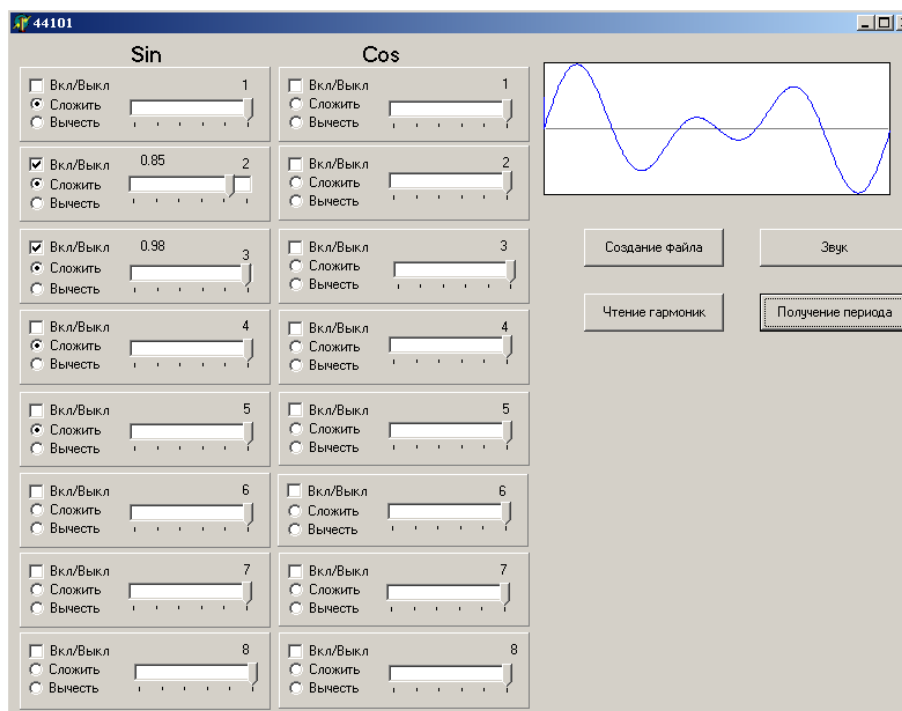 44101
Sin
Cos
Вкл/Выкл 1
Сложить
Вычесть
Вкл/Выкл 1
Сложить
Вычесть
Вкл/Выкл 0.85 2
Сложить
Вычесть
Вкл/Выкл 2
Сложить
Вычесть
Вкл/Выкл 0.98 3
Сложить
Вычесть
Вкл/Выкл 3
Сложить
Вычесть
Вкл/Выкл 4
Сложить
Вычесть
Вкл/Выкл 4
Сложить
Вычесть
Вкл/Выкл 5
Сложить
Вычесть
Вкл/Выкл 5
Сложить
Вычесть
Вкл/Выкл 6
Сложить
Вычесть
Вкл/Выкл 6
Сложить
Вычесть
Вкл/Выкл 7
Сложить
Вычесть
Вкл/Выкл 7
Сложить
Вычесть
Вкл/Выкл 8
Сложить
Вычесть
Вкл/Выкл 8
Сложить
Вычесть
Создание файла
Звук
Чтение гармоник
Получение периода